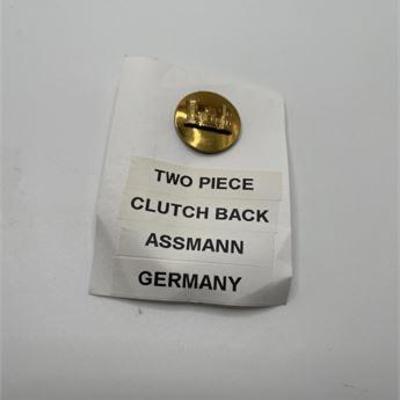 TWO PIECE
CLUTCH BACK
ASSMANN
GERMANY